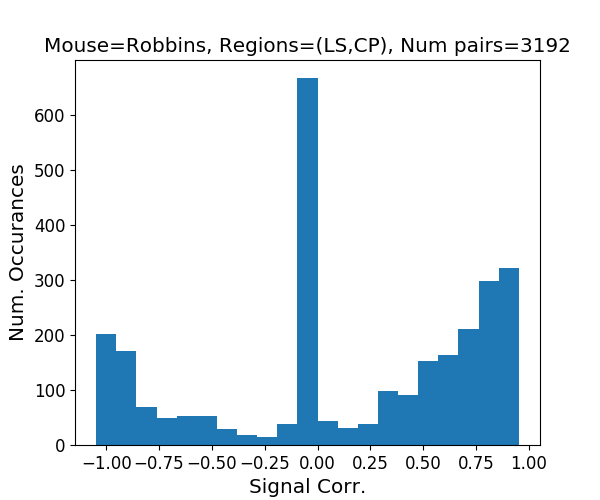 Mouse=Robbins, Regions=(LS,CP), Num pairs=3192
Num. Occurances
600
500
400
300
200
100
0
−1.00 −0.75 −0.50 −0.25 0.00 0.25 0.50 0.75 1.00
Signal Corr.